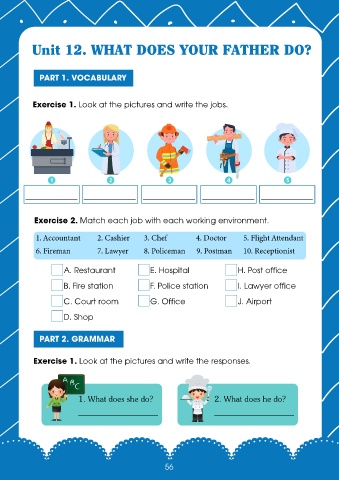 Unit 12. WHAT DOES YOUR FATHER DO?
PART 1. VOCABULARY
Exercise 1. Look at the pictures and write the jobs.
1 2 3 4 5
Exercise 2. Match each job with each working environment.
1. Accountant 2. Cashier 3. Chef 4. Doctor 5. Flight Attendant
6. Fireman 7. Lawyer 8. Policeman 9. Postman 10. Receptionist
A. Restaurant E. Hospital H. Post office
B. Fire station F. Police station I. Lawyer office
C. Court room G. Office J. Airport
D. Shop
PART 2. GRAMMAR
Exercise 1. Look at the pictures and write the responses.
A A C
1. What does she do? 2. What does he do?
56